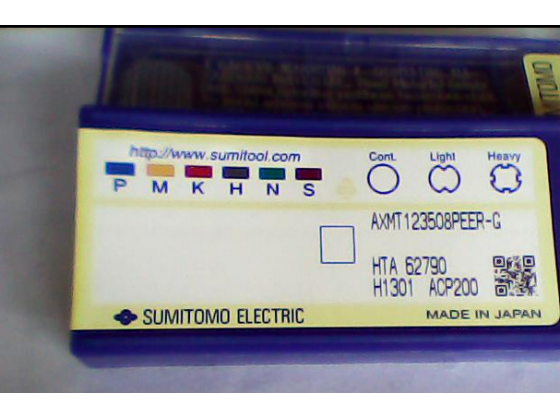 http://www.sumitool.com
P M K H N S
Cont. Light Heavy
AXMT123508PEER-G
HTA 62790
H1301 ACP200
SUMITOMO ELECTRIC
MADE IN JAPAN